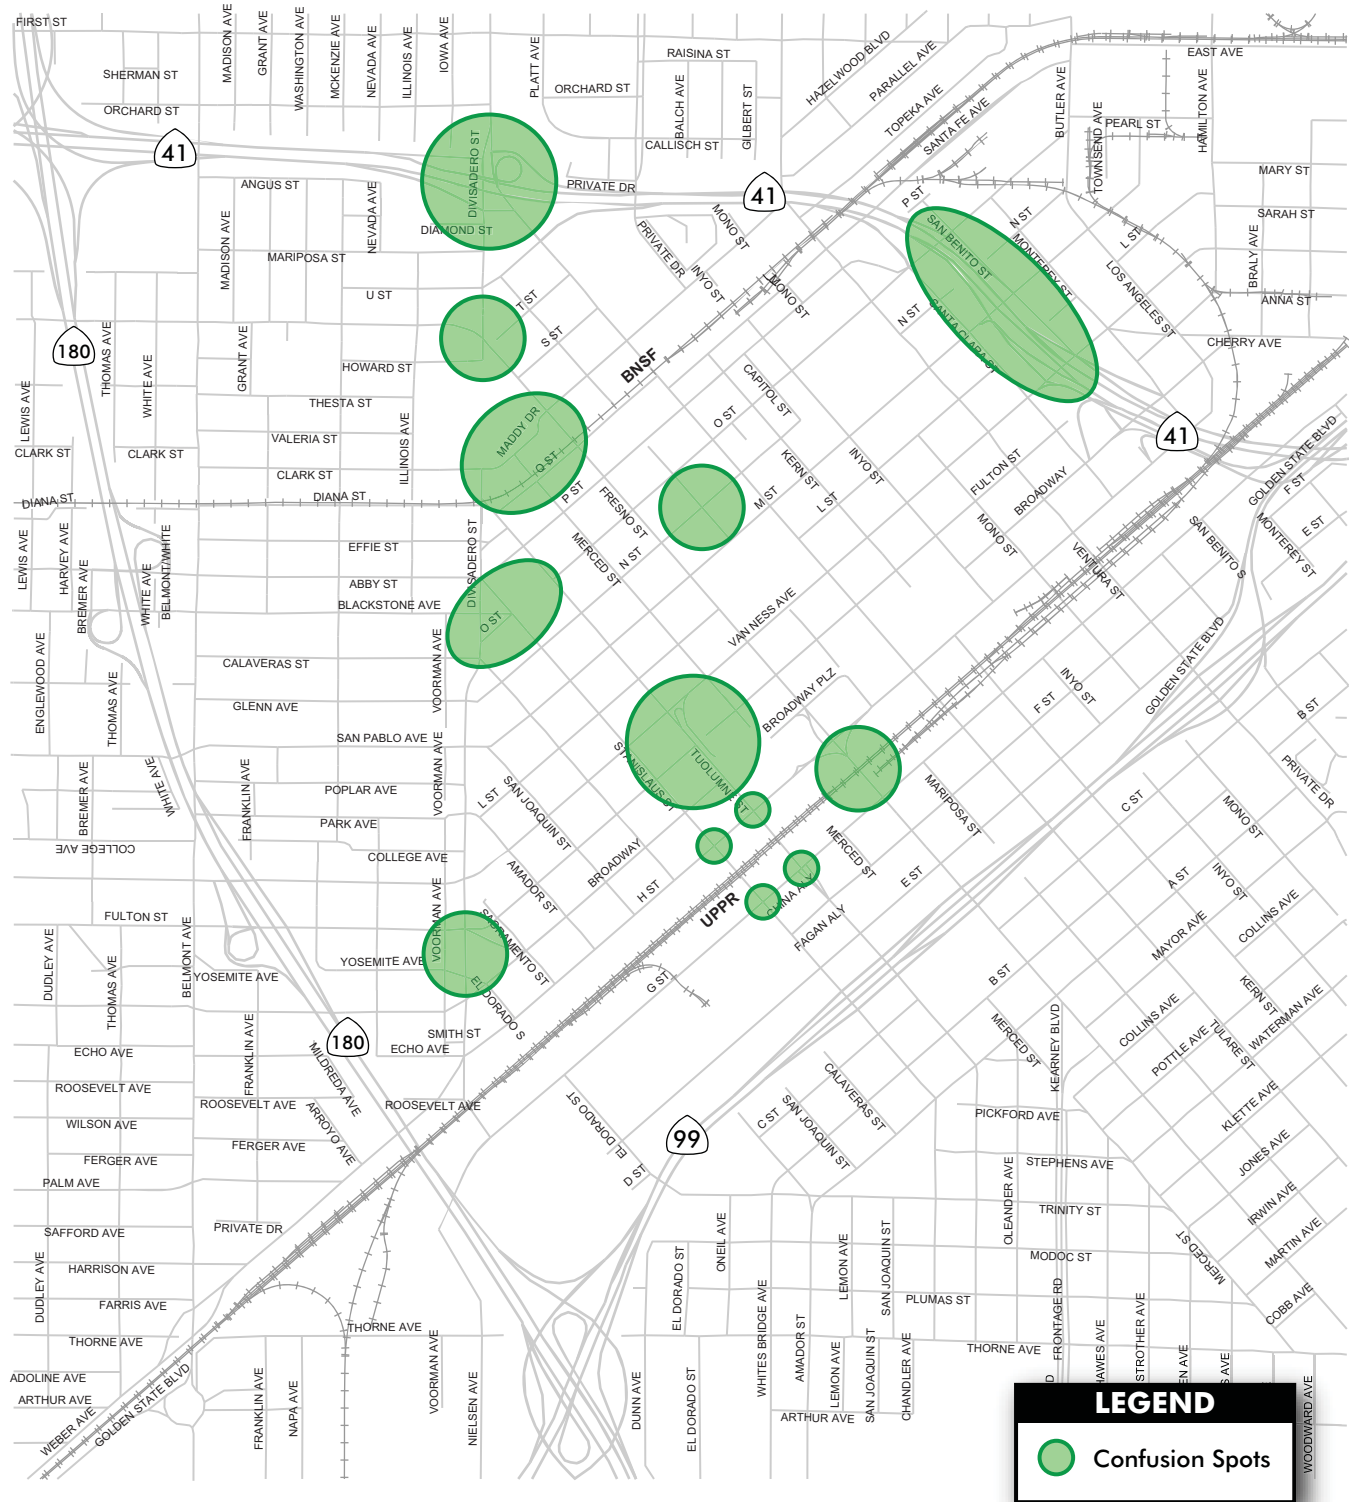 FIRST ST
SHERMAN ST
ORCHARD ST
MADISON AVE
GRANT AVE
WASHINGTON AVE
MCKENZIE AVE
NEVADA AVE
ILLINOIS AVE
IOWA AVE
PLATT AVE
ORCHARD ST
RAISINA ST
BALCH AVE
GILBERT ST
CALLISCH ST
HAZELWOOD BLVD
PARALLEL AVE
TOPEKA AVE
SANTA FE AVE
EAST AVE
BUTLER AVE
TOWNSEND AVE
PEARL ST
HAMILTON AVE
MARY ST
SARAH ST
BRALY AVE
ANNA ST
CHERRY AVE
41
ANGUS ST
NEVADA AVE
DIVISADERO ST
DIAMOND ST
PRIVATE DR
41
MADISON AVE
MARIPOSA ST
U ST
PRIVATE DR
MONO ST
INYO ST
MONO ST
P ST
SAN BENITO ST
N ST
MONTEREY ST
L ST
LOS ANGELES ST
N ST
SANTA CLARA ST
T ST
S ST
BNSF
180
THOMAS AVE
WHITE AVE
GRANT AVE
HOWARD ST
THESTA ST
VALERIA ST
CLARK ST
ILLINOIS AVE
LEWIS AVE
CLARK ST
CLARK ST
DIANA ST
DIANA ST
MADDY DR
Q ST
P ST
CAPITOL ST
O ST
KERN ST
M ST
L ST
INYO ST
41
FULTON ST
BROADWAY
MONO ST
GOLDEN STATE BLVD
F ST
E ST
MONTEREY ST
SAN BENITO S
VENTURA ST
FRESNO ST
MERCED ST
N ST
LEWIS AVE
HARVEY AVE
BREMER AVE
WHITE AVE
BELMONT/WHITE
EFFIE ST
ABBY ST
BLACKSTONE AVE
DIVISADERO ST
O ST
VAN NESS AVE
ENGLEWOOD AVE
THOMAS AVE
CALAVERAS ST
GLENN AVE
VOORMAN AVE
SAN PABLO AVE
BROADWAY PLZ
STANISLAUS ST
TUOLUMNE ST
F ST
INYO ST
GOLDEN STATE BLVD
B ST
PRIVATE DR
BREMER AVE
WHITE AVE
FRANKLIN AVE
POPLAR AVE
VOORMAN AVE
PARK AVE
COLLEGE AVE
COLLEGE AVE
L ST
SAN JOAQUIN ST
BROADWAY
AMADOR ST
H ST
MARIPOSA ST
MERCED ST
C ST
MONO ST
E ST
A ST
INYO ST
COLLINS AVE
MAYOR AVE
UPPR
CHINA ALY
FAGAN ALY
FULTON ST
DUDLEY AVE
THOMAS AVE
BELMONT AVE
YOSEMITE AVE
VOORMAN AVE
YOSEMITE AVE
SACRAMENTO ST
EL DORADO S
G ST
B ST
MERCED ST
KEARNEY BLVD
COLLINS AVE
POTTLE AVE
TULARE ST
KERN ST
WATERMAN AVE
SMITH ST
ECHO AVE
180
ECHO AVE
FRANKLIN AVE
MILDREDA AVE
ROOSEVELT AVE
ROOSEVELT AVE
ARROYO AVE
ROOSEVELT AVE
WILSON AVE
FERGER AVE
FERGER AVE
PALM AVE
EL DORADO ST
D ST
99
C ST
SAN JOAQUIN ST
CALAVERAS ST
PICKFORD AVE
STEPHENS AVE
KLETTE AVE
JONES AVE
IRWIN AVE
MARTIN AVE
COBB AVE
SAFFORD AVE
PRIVATE DR
HARRISON AVE
DUDLEY AVE
FARRIS AVE
THORNE AVE
THORNE AVE
ADOLINE AVE
ARTHUR AVE
WEBER AVE
GOLDEN STATE BLVD
FRANKLIN AVE
NAPA AVE
VOORMAN AVE
NIELSEN AVE
DUNN AVE
EL DORADO ST
EL DORADO ST
ONEIL AVE
WHITES BRIDGE AVE
AMADOR ST
LEMON AVE
LEMON AVE
SAN JOAQUIN ST
SAN JOAQUIN ST
CHANDLER AVE
ARTHUR AVE
PLUMAS ST
OLEANDER AVE
TRINITY ST
MODOC ST
MERCED ST
THORNE AVE
FRONTAGE RD
D
HAWES AVE
STROTHER AVE
EN AVE
S AVE
WOODWARD AVE
LEGEND
Confusion Spots